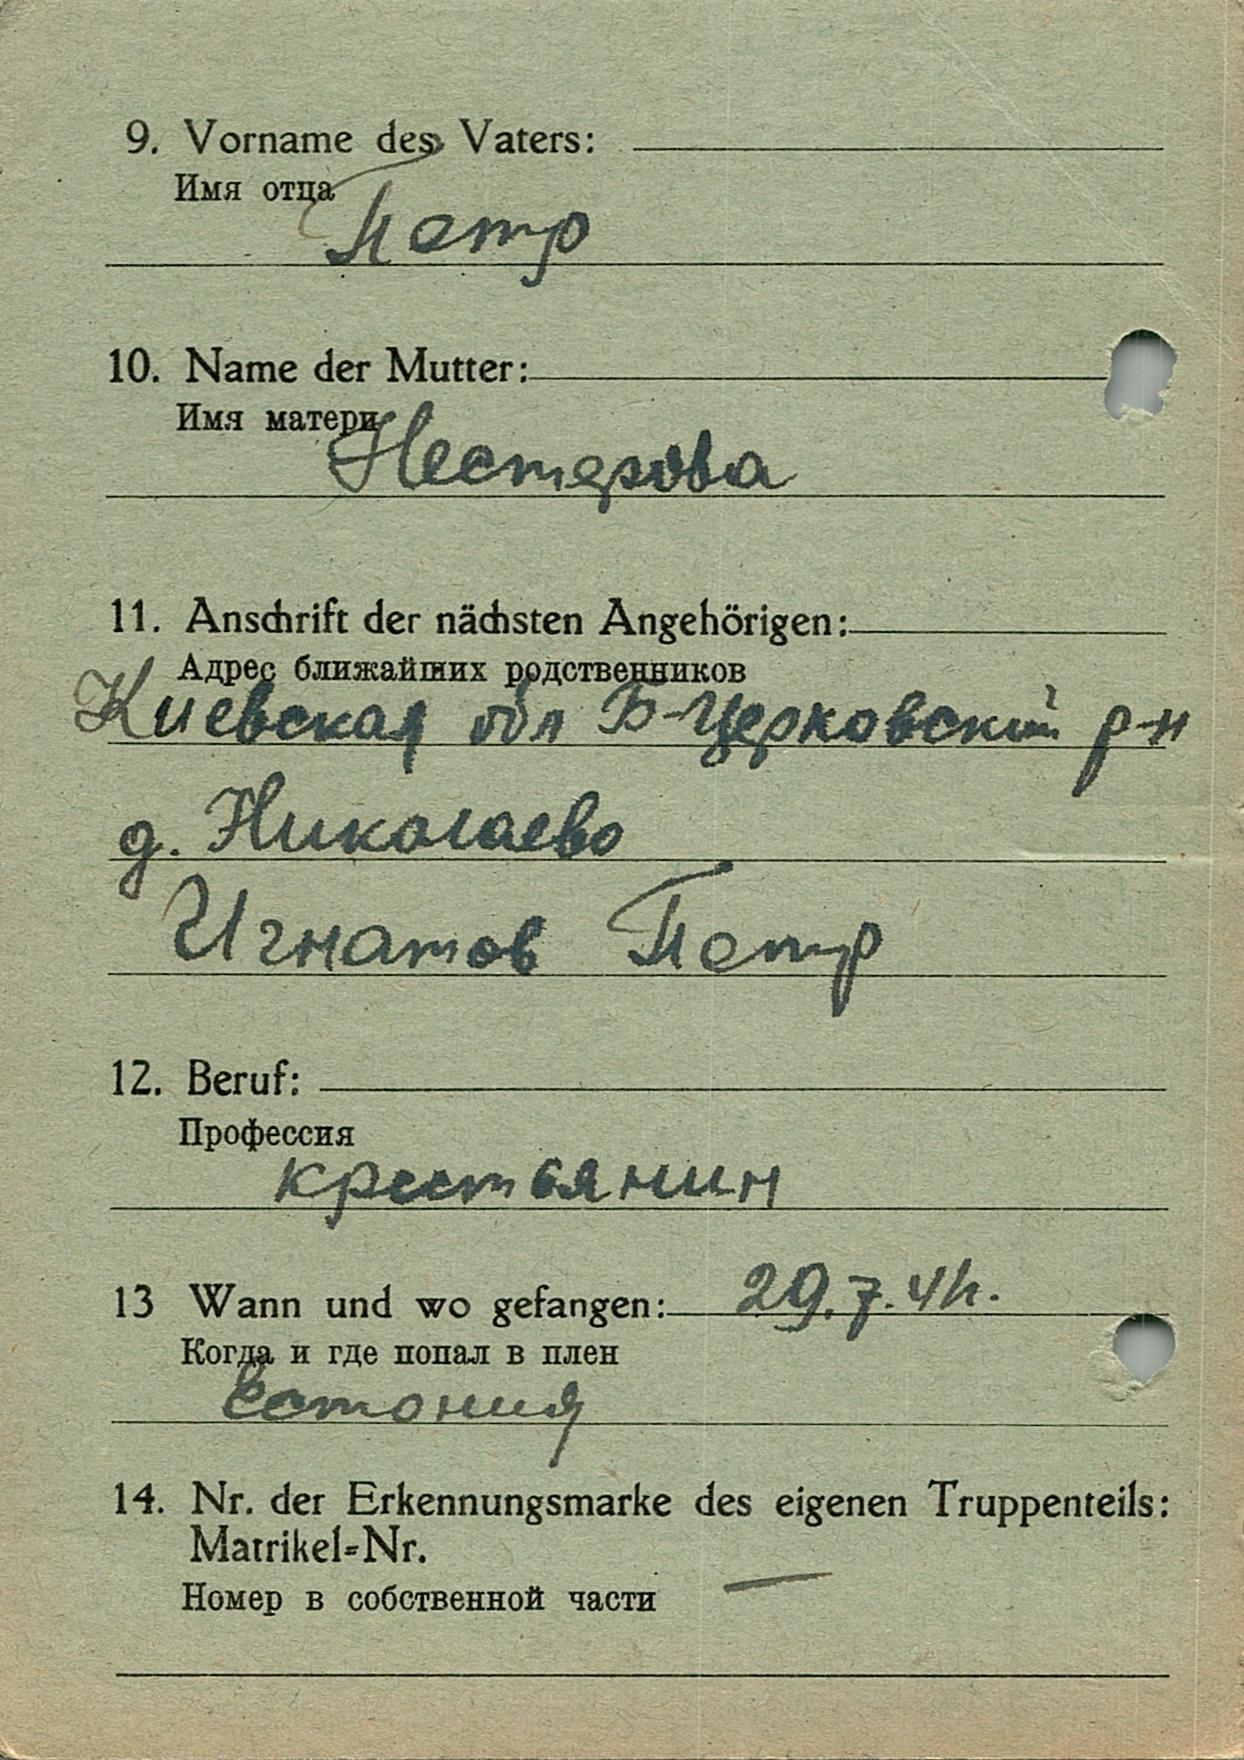 9. Vorname des Vaters:
Имя отца
Петр
10. Name der Mutter:
Имя матери
Нестерова
11. Anschrift der nächsten Angehörigen:
Адрес ближайших родственников
Киевская обл Б-Церковский р-н
д. Николаево
Игнатов Петр
12. Beruf:
Профессия
крестьянин
13 Wann und wo gefangen: 29.7.41г.
Когда и где попал в плен
Естония
14. Nr. der Erkennungsmarke des eigenen Truppenteils:
Matrikel-Nr.
Номер в собственной части —